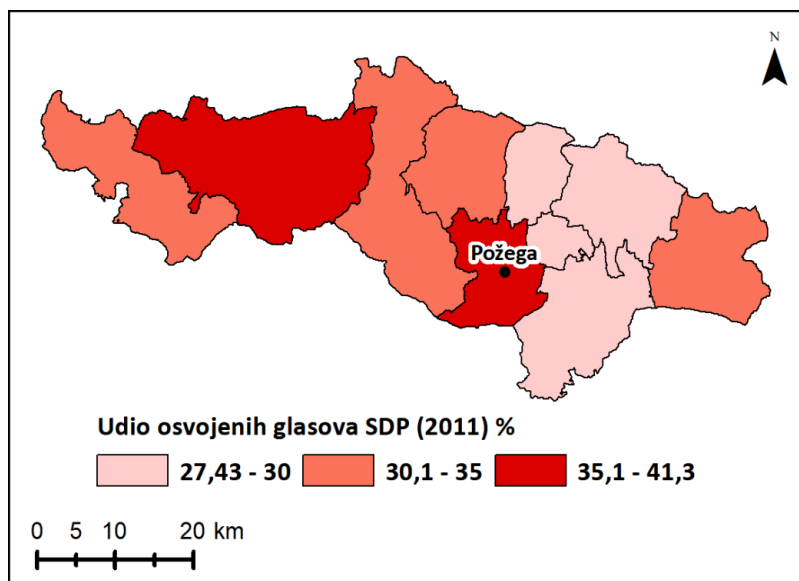 N
Požega
Udio osvojenih glasova SDP (2011) %
27,43 - 30 30,1 - 35 35,1 - 41,3
0 5 10 20 km